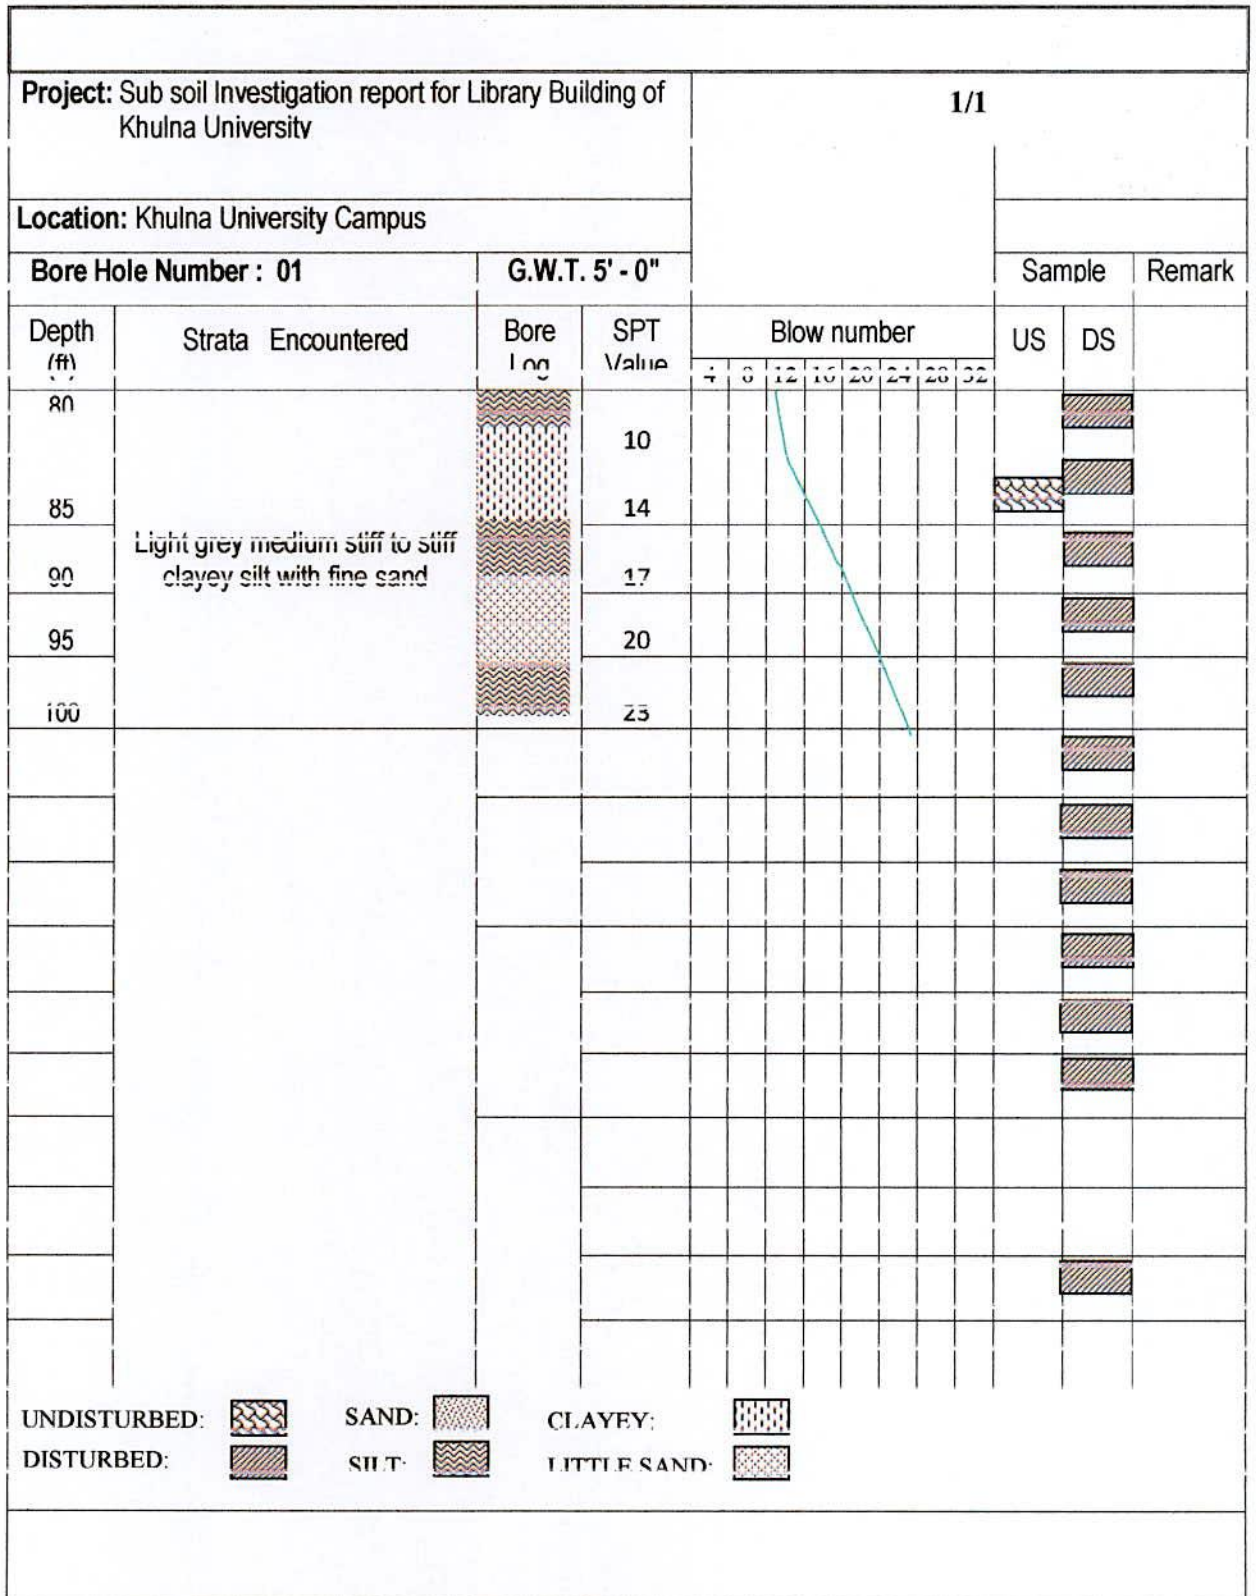 Project: Sub soil Investigation report for Library Building of
Khulna University
1/1
Location: Khulna University Campus
Bore Hole Number : 01
G.W.T. 5' - 0"
Sample
Remark
Depth
(ft)
Strata Encountered
Bore
Log
SPT
Value
Blow number
4 8 12 16 20 24 28 32
US
DS
80
10
85
14
Light grey medium stiff to stiff
clayey silt with fine sand
90
17
95
20
100
25
UNDISTURBED:
SAND:
CLAYEY:
DISTURBED:
SILT:
LITTLE SAND: